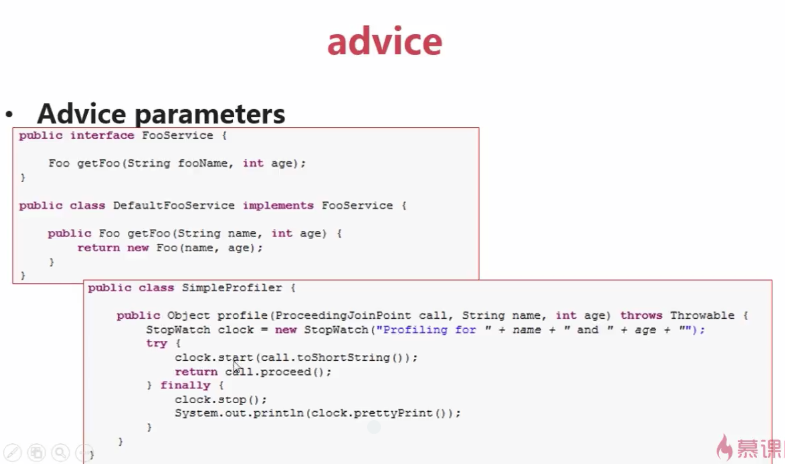 advice
• Advice parameters
public interface FooService {
Foo getFoo(String fooName, int age);
}
public class DefaultFooService implements FooService {
public Foo getFoo(String name, int age) {
return new Foo(name, age);
}
}
public class SimpleProfiler {
public Object profile(ProceedingJoinPoint call, String name, int age) throws Throwable {
StopWatch clock = new StopWatch("Profiling for " + name + " and " + age + "");
try {
clock.start(call.toShortString());
return call.proceed();
} finally {
clock.stop();
System.out.println(clock.prettyPrint());
}
}
}
慕课